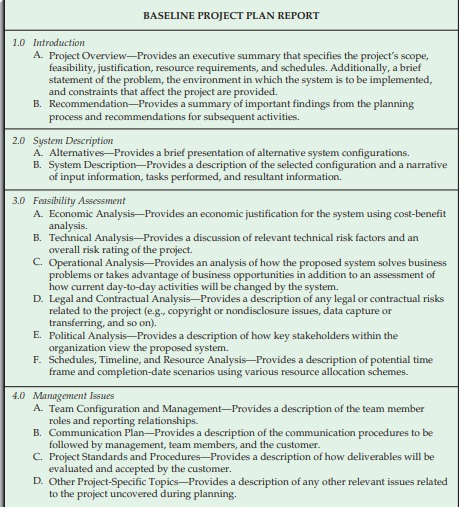 BASELINE PROJECT PLAN REPORT
1.0 Introduction
A. Project Overview—Provides an executive summary that specifies the project's scope,
feasibility, justification, resource requirements, and schedules. Additionally, a brief
statement of the problem, the environment in which the system is to be implemented,
and constraints that affect the project are provided.
B. Recommendation—Provides a summary of important findings from the planning
process and recommendations for subsequent activities.
2.0 System Description
A. Alternatives—Provides a brief presentation of alternative system configurations.
B. System Description—Provides a description of the selected configuration and a narrative
of input information, tasks performed, and resultant information.
3.0 Feasibility Assessment
A. Economic Analysis—Provides an economic justification for the system using cost-benefit
analysis.
B. Technical Analysis—Provides a discussion of relevant technical risk factors and an
overall risk rating of the project.
C. Operational Analysis—Provides an analysis of how the proposed system solves business
problems or takes advantage of business opportunities in addition to an assessment of
how current day-to-day activities will be changed by the system.
D. Legal and Contractual Analysis—Provides a description of any legal or contractual risks
related to the project (e.g., copyright or nondisclosure issues, data capture or
transferring, and so on).
E. Political Analysis—Provides a description of how key stakeholders within the
organization view the proposed system.
F. Schedules, Timeline, and Resource Analysis—Provides a description of potential time
frame and completion-date scenarios using various resource allocation schemes.
4.0 Management Issues
A. Team Configuration and Management—Provides a description of the team member
roles and reporting relationships.
B. Communication Plan—Provides a description of the communication procedures to be
followed by management, team members, and the customer.
C. Project Standards and Procedures—Provides a description of how deliverables will be
evaluated and accepted by the customer.
D. Other Project-Specific Topics—Provides a description of any other relevant issues related
to the project uncovered during planning.